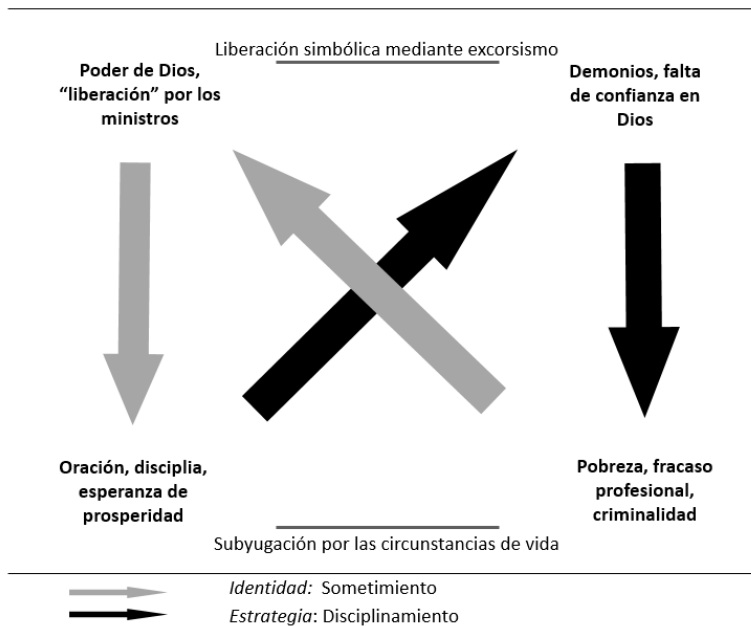 Liberación simbólica mediante excorsismo
Poder de Dios,
“liberación” por los
ministros
Demonios, falta
de confianza en
Dios
Oración, disciplia,
esperanza de
prosperidad
Pobreza, fracaso
profesional,
criminalidad
Subyugación por las circunstancias de vida
Identidad: Sometimiento
Estrategia: Disciplinamiento